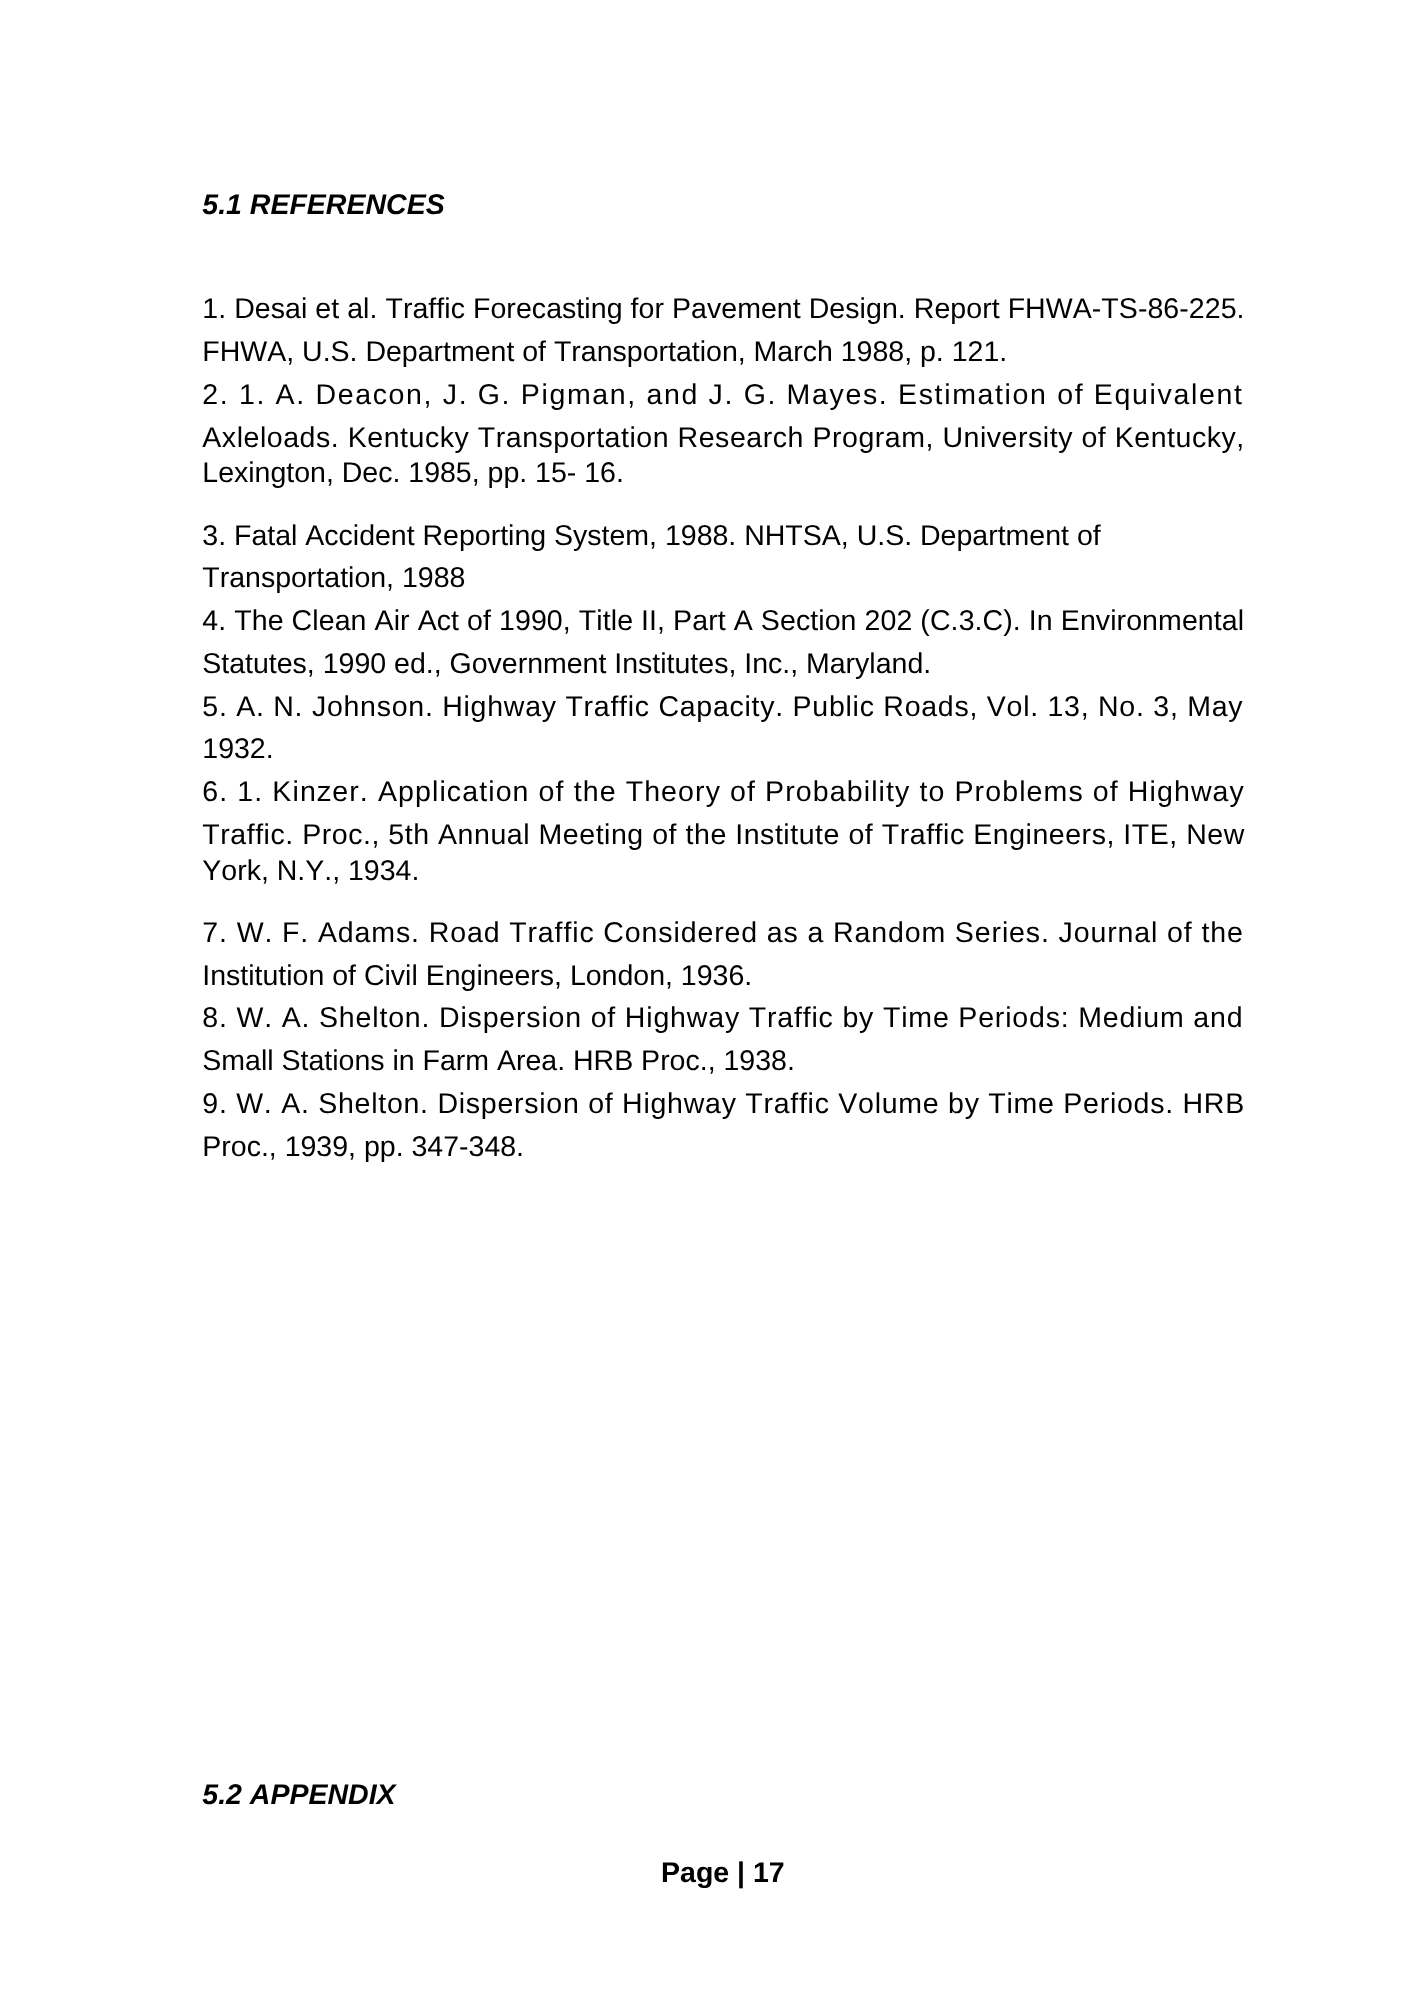 5.1 REFERENCES
1. Desai et al. Traffic Forecasting for Pavement Design. Report FHWA-TS-86-225.
FHWA, U.S. Department of Transportation, March 1988, p. 121.
2. 1. A. Deacon, J. G. Pigman, and J. G. Mayes. Estimation of Equivalent
Axleloads. Kentucky Transportation Research Program, University of Kentucky,
Lexington, Dec. 1985, pp. 15- 16.
3. Fatal Accident Reporting System, 1988. NHTSA, U.S. Department of
Transportation, 1988
4. The Clean Air Act of 1990, Title II, Part A Section 202 (C.3.C). In Environmental
Statutes, 1990 ed., Government Institutes, Inc., Maryland.
5. A. N. Johnson. Highway Traffic Capacity. Public Roads, Vol. 13, No. 3, May
1932.
6. 1. Kinzer. Application of the Theory of Probability to Problems of Highway
Traffic. Proc., 5th Annual Meeting of the Institute of Traffic Engineers, ITE, New
York, N.Y., 1934.
7. W. F. Adams. Road Traffic Considered as a Random Series. Journal of the
Institution of Civil Engineers, London, 1936.
8. W. A. Shelton. Dispersion of Highway Traffic by Time Periods: Medium and
Small Stations in Farm Area. HRB Proc., 1938.
9. W. A. Shelton. Dispersion of Highway Traffic Volume by Time Periods. HRB
Proc., 1939, pp. 347-348.
5.2 APPENDIX
Page | 17